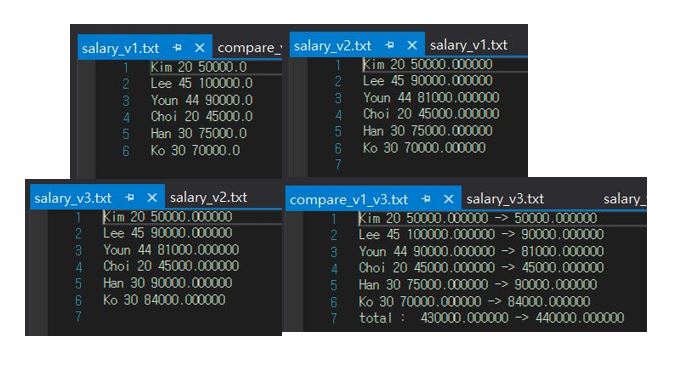 salary_v1.txt compare_v
1 Kim 20 50000.0
2 Lee 45 100000.0
3 Youn 44 90000.0
4 Choi 20 45000.0
5 Han 30 75000.0
6 Ko 30 70000.0
salary_v2.txt salary_v1.txt
1 Kim 20 50000.000000
2 Lee 45 90000.000000
3 Youn 44 81000.000000
4 Choi 20 45000.000000
5 Han 30 75000.000000
6 Ko 30 70000.000000
7
salary_v3.txt salary_v2.txt
1 Kim 20 50000.000000
2 Lee 45 90000.000000
3 Youn 44 81000.000000
4 Choi 20 45000.000000
5 Han 30 90000.000000
6 Ko 30 84000.000000
7
compare_v1_v3.txt salary_v3.txt salary_
1 Kim 20 50000.000000 -> 50000.000000
2 Lee 45 100000.000000 -> 90000.000000
3 Youn 44 90000.000000 -> 81000.000000
4 Choi 20 45000.000000 -> 45000.000000
5 Han 30 75000.000000 -> 90000.000000
6 Ko 30 70000.000000 -> 84000.000000
7 total : 430000.000000 -> 440000.000000